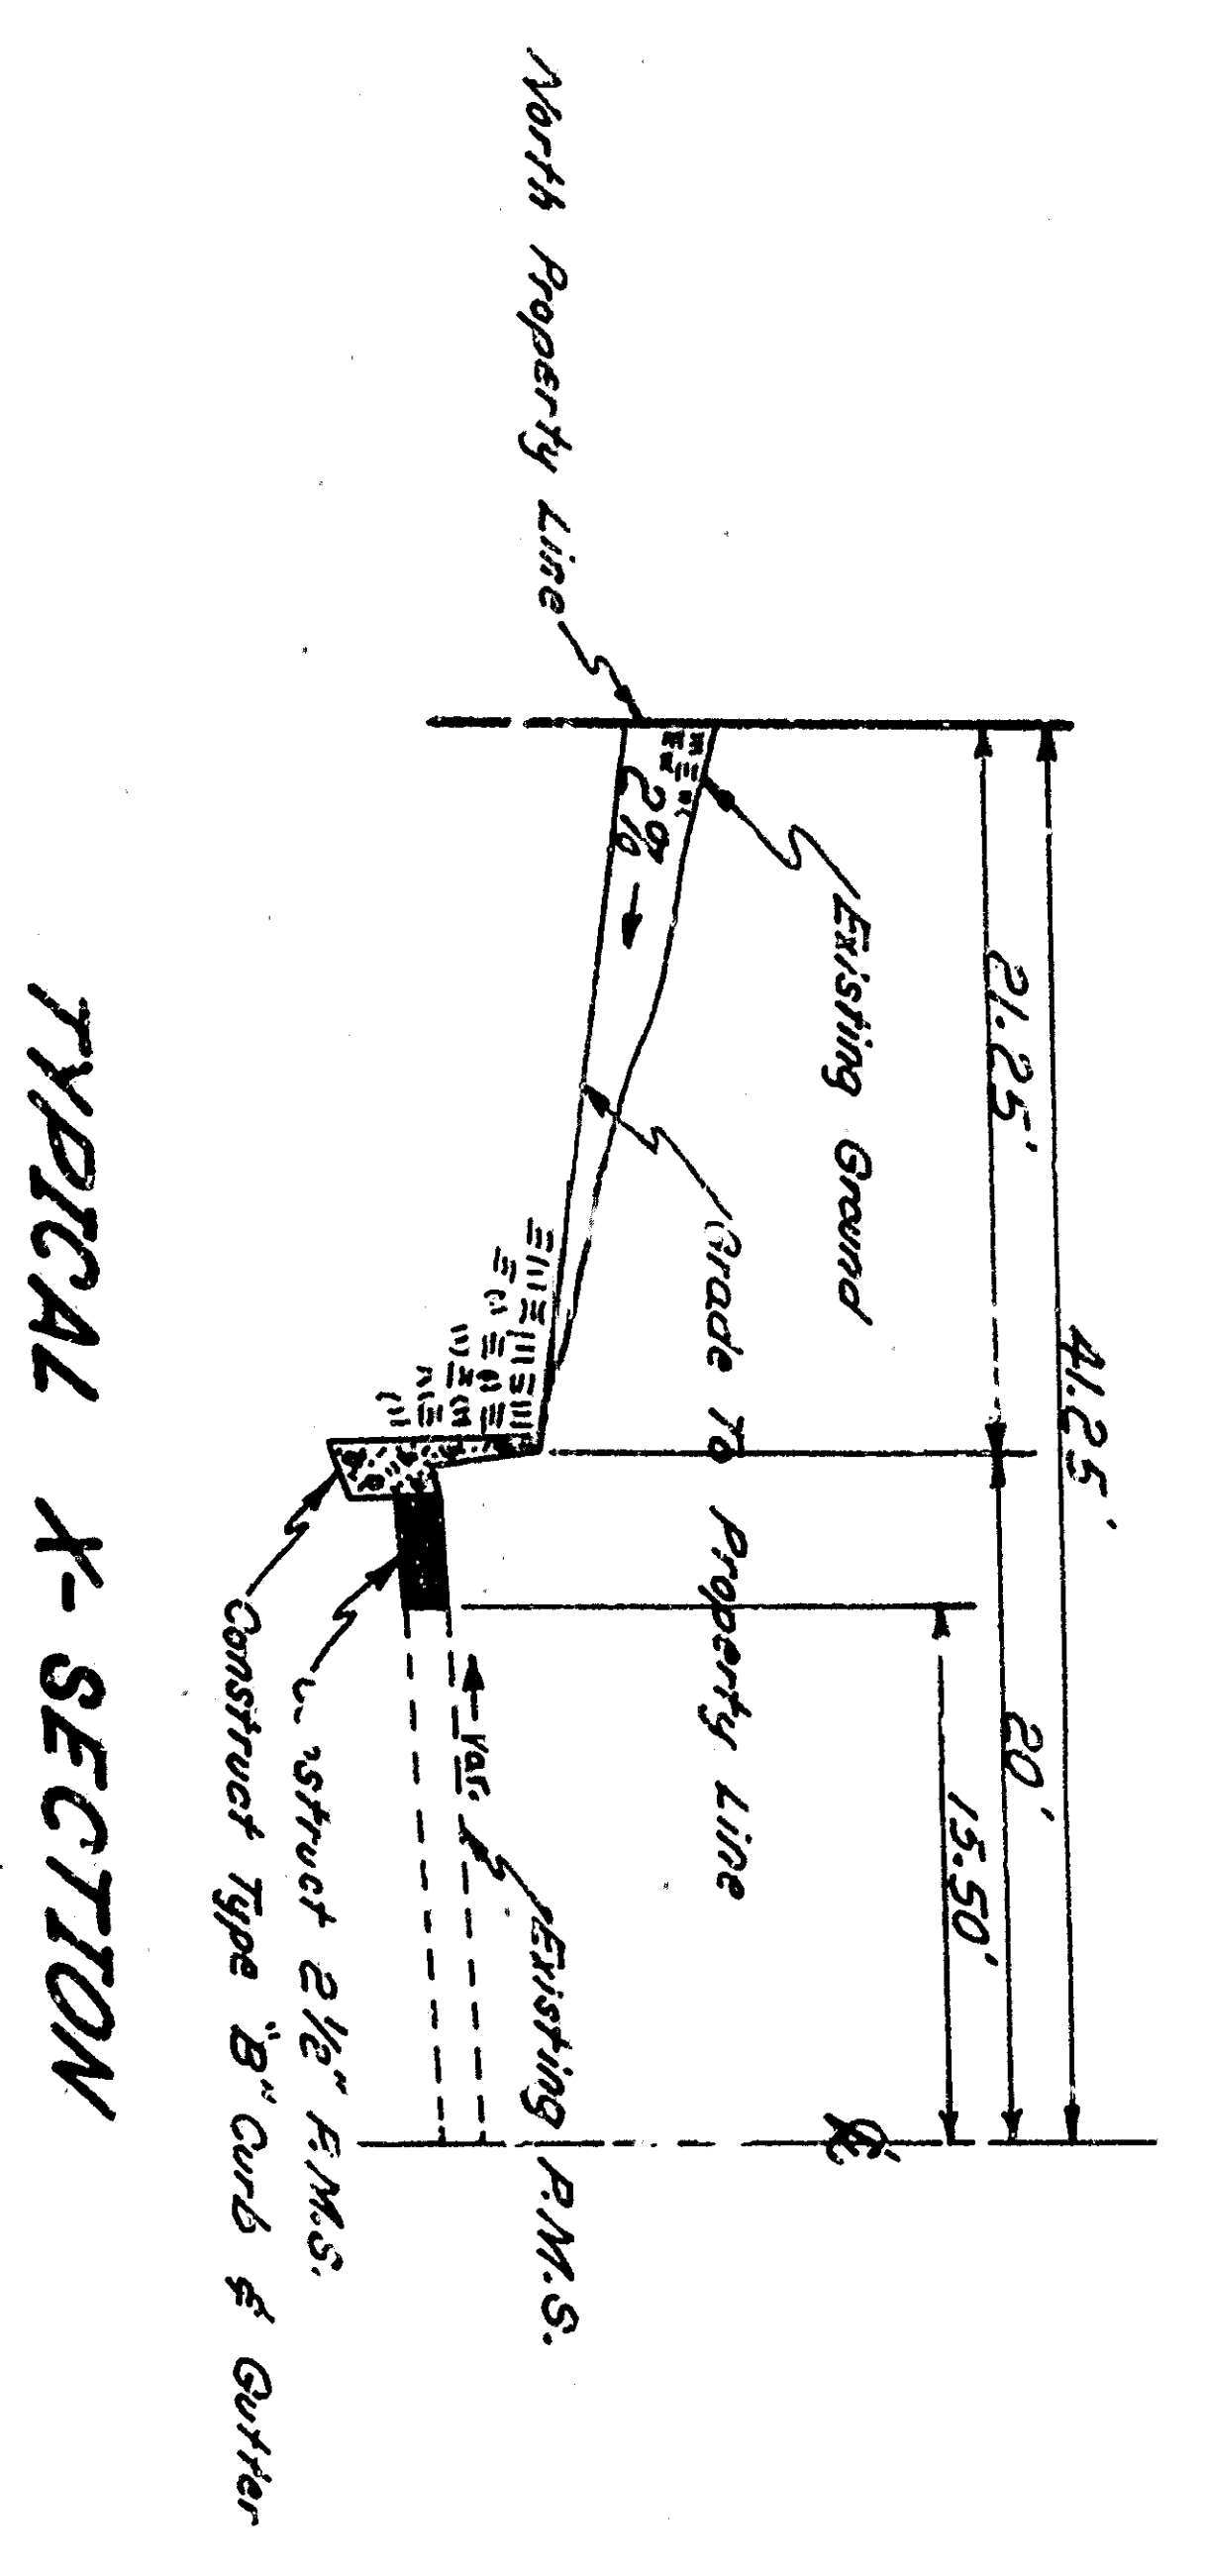 41.25'
21.25'
20'
15.50'
℄
Existing Ground
Grade To Property Line
North Property Line
2%
Var.
Existing P.M.S.
2½" P.M.S.
Construct Type "B" Curb & Gutter
TYPICAL X-SECTION